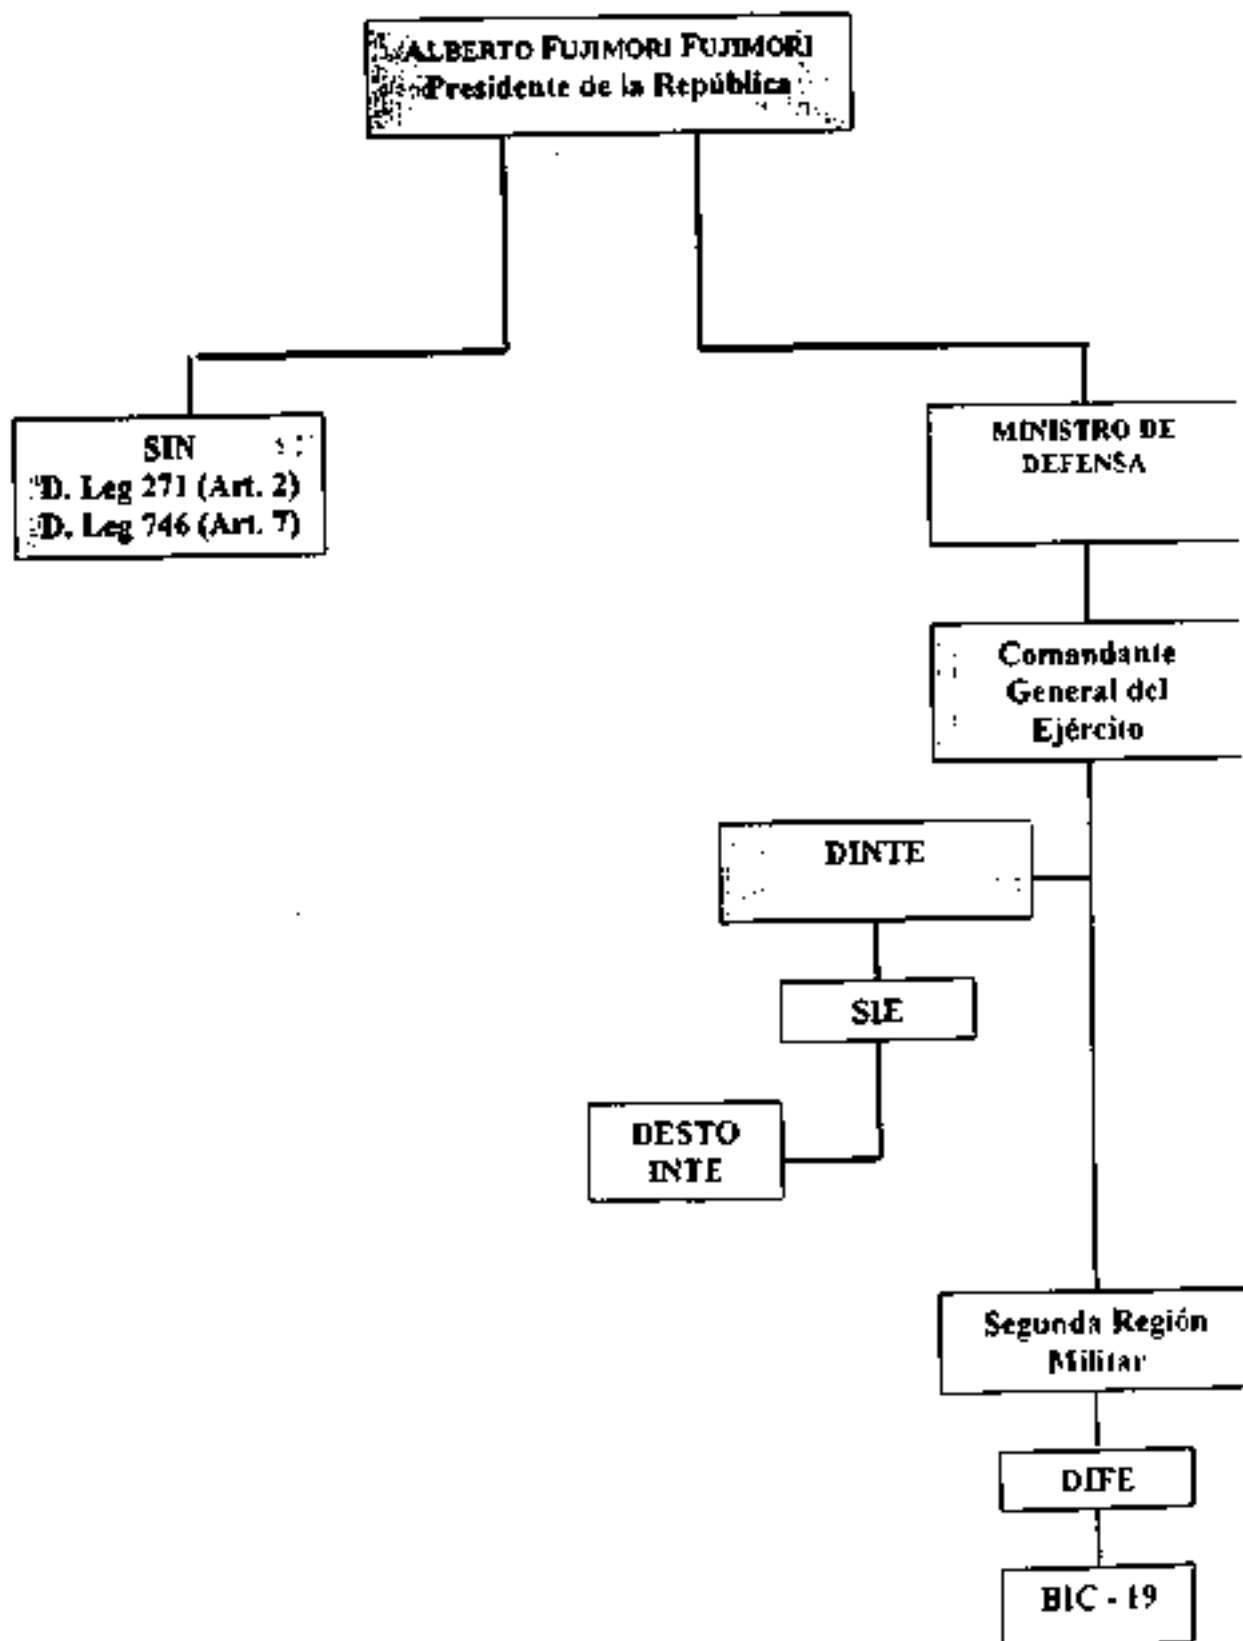 ALBERTO FUJIMORI FUJIMORI
Presidente de la República
SIN
D. Leg 271 (Art. 2)
D. Leg 746 (Art. 7)
MINISTRO DE
DEFENSA
Comandante
General del
Ejército
DINTE
SIE
DESTO
INTE
Segunda Región
Militar
DIFE
BIC - 19